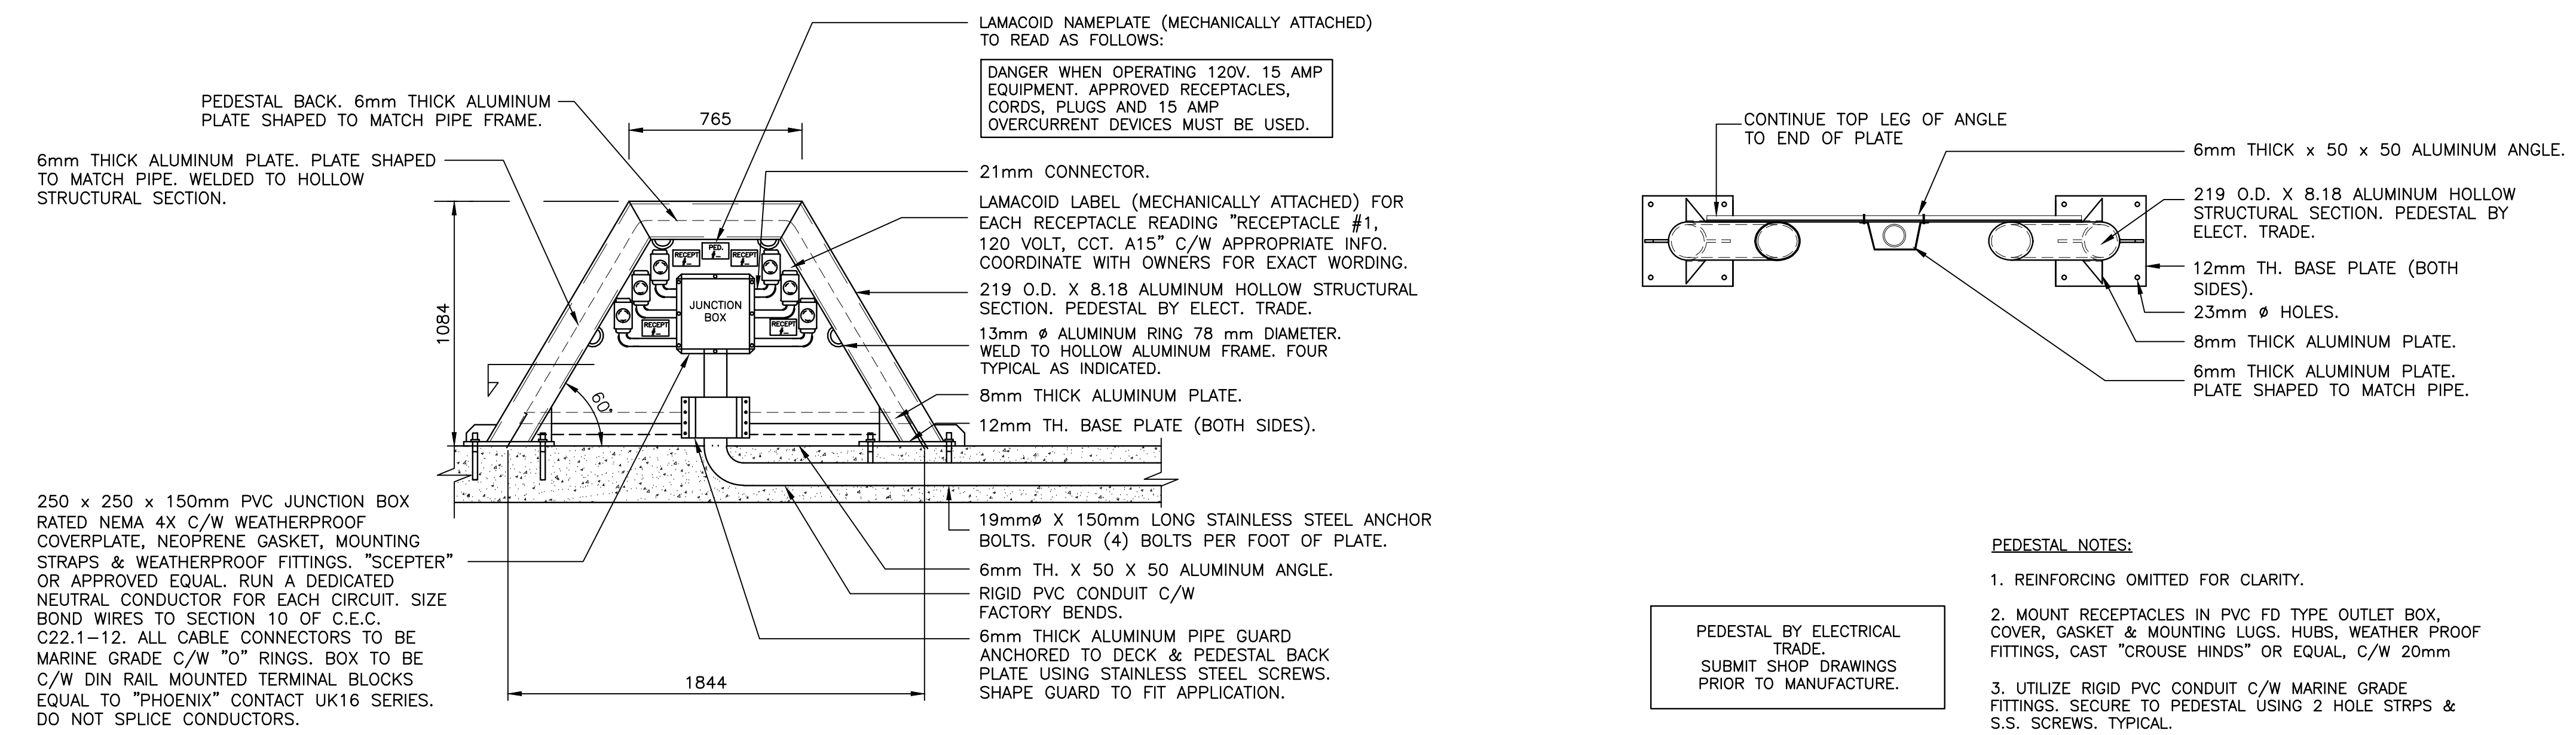 LAMACOID NAMEPLATE (MECHANICALLY ATTACHED)
TO READ AS FOLLOWS:
DANGER WHEN OPERATING 120V. 15 AMP
EQUIPMENT. APPROVED RECEPTACLES,
CORDS, PLUGS AND 15 AMP
OVERCURRENT DEVICES MUST BE USED.
PEDESTAL BACK. 6mm THICK ALUMINUM
PLATE SHAPED TO MATCH PIPE FRAME.
765
6mm THICK ALUMINUM PLATE. PLATE SHAPED
TO MATCH PIPE. WELDED TO HOLLOW
STRUCTURAL SECTION.
21mm CONNECTOR.
LAMACOID LABEL (MECHANICALLY ATTACHED) FOR
EACH RECEPTACLE READING "RECEPTACLE #1,
120 VOLT, CCT. A15" C/W APPROPRIATE INFO.
COORDINATE WITH OWNERS FOR EXACT WORDING.
219 O.D. X 8.18 ALUMINUM HOLLOW STRUCTURAL
SECTION. PEDESTAL BY ELECT. TRADE.
13mm ø ALUMINUM RING 78 mm DIAMETER.
WELD TO HOLLOW ALUMINUM FRAME. FOUR
TYPICAL AS INDICATED.
8mm THICK ALUMINUM PLATE.
12mm TH. BASE PLATE (BOTH SIDES).
PED.
#__
RECEPT
#__
RECEPT
#__
JUNCTION
BOX
RECEPT
#__
RECEPT
#__
1084
60°
250 x 250 x 150mm PVC JUNCTION BOX
RATED NEMA 4X C/W WEATHERPROOF
COVERPLATE, NEOPRENE GASKET, MOUNTING
STRAPS & WEATHERPROOF FITTINGS. "SCEPTER"
OR APPROVED EQUAL. RUN A DEDICATED
NEUTRAL CONDUCTOR FOR EACH CIRCUIT. SIZE
BOND WIRES TO SECTION 10 OF C.E.C.
C22.1-12. ALL CABLE CONNECTORS TO BE
MARINE GRADE C/W "O" RINGS. BOX TO BE
C/W DIN RAIL MOUNTED TERMINAL BLOCKS
EQUAL TO "PHOENIX" CONTACT UK16 SERIES.
DO NOT SPLICE CONDUCTORS.
19mmø X 150mm LONG STAINLESS STEEL ANCHOR
BOLTS. FOUR (4) BOLTS PER FOOT OF PLATE.
6mm TH. X 50 X 50 ALUMINUM ANGLE.
RIGID PVC CONDUIT C/W
FACTORY BENDS.
6mm THICK ALUMINUM PIPE GUARD
ANCHORED TO DECK & PEDESTAL BACK
PLATE USING STAINLESS STEEL SCREWS.
SHAPE GUARD TO FIT APPLICATION.
1844
CONTINUE TOP LEG OF ANGLE
TO END OF PLATE
6mm THICK x 50 x 50 ALUMINUM ANGLE.
219 O.D. X 8.18 ALUMINUM HOLLOW
STRUCTURAL SECTION. PEDESTAL BY
ELECT. TRADE.
12mm TH. BASE PLATE (BOTH
SIDES).
23mm ø HOLES.
8mm THICK ALUMINUM PLATE.
6mm THICK ALUMINUM PLATE.
PLATE SHAPED TO MATCH PIPE.
PEDESTAL BY ELECTRICAL
TRADE.
SUBMIT SHOP DRAWINGS
PRIOR TO MANUFACTURE.
PEDESTAL NOTES:
1. REINFORCING OMITTED FOR CLARITY.
2. MOUNT RECEPTACLES IN PVC FD TYPE OUTLET BOX,
COVER, GASKET & MOUNTING LUGS. HUBS, WEATHER PROOF
FITTINGS, CAST "CROUSE HINDS" OR EQUAL, C/W 20mm
3. UTILIZE RIGID PVC CONDUIT C/W MARINE GRADE
FITTINGS. SECURE TO PEDESTAL USING 2 HOLE STRPS &
S.S. SCREWS. TYPICAL.